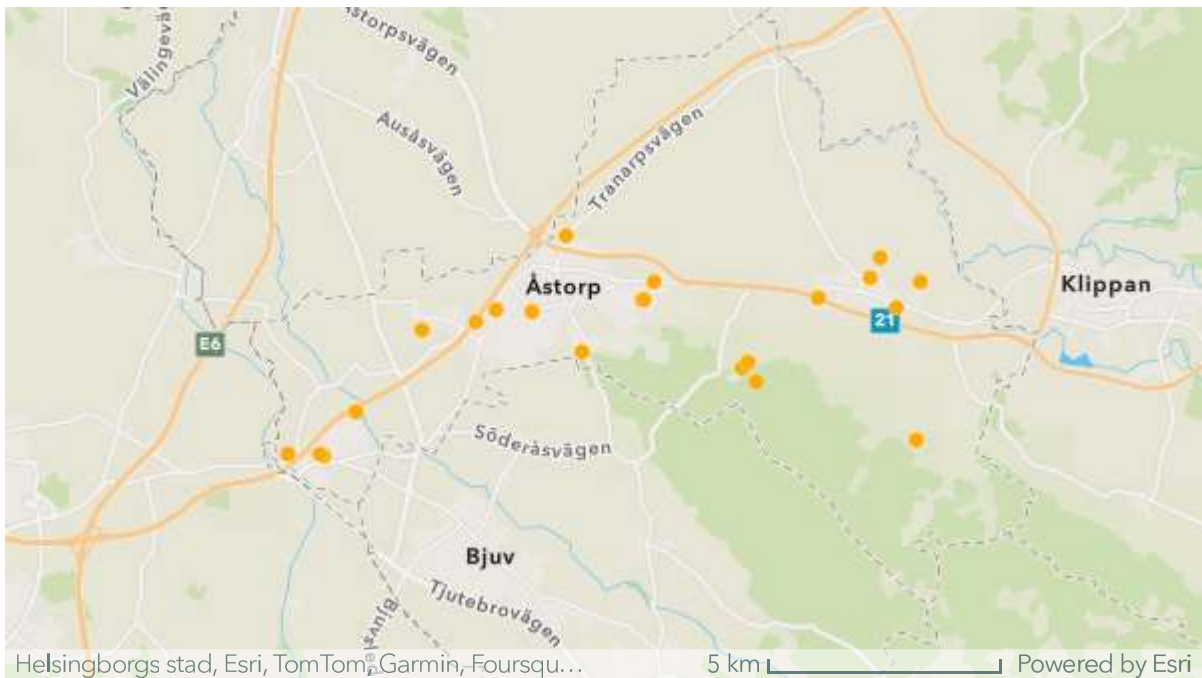 Välingevä
Åstorpsvägen
Ausåsvägen
Tranarpsvägen
Åstorp
Klippan
21
E6
Söderåsvägen
Bjuv
Tjutebrovägen
Helsingborgs stad, Esri, TomTom, Garmin, Foursqu...
5 km
Powered by Esri